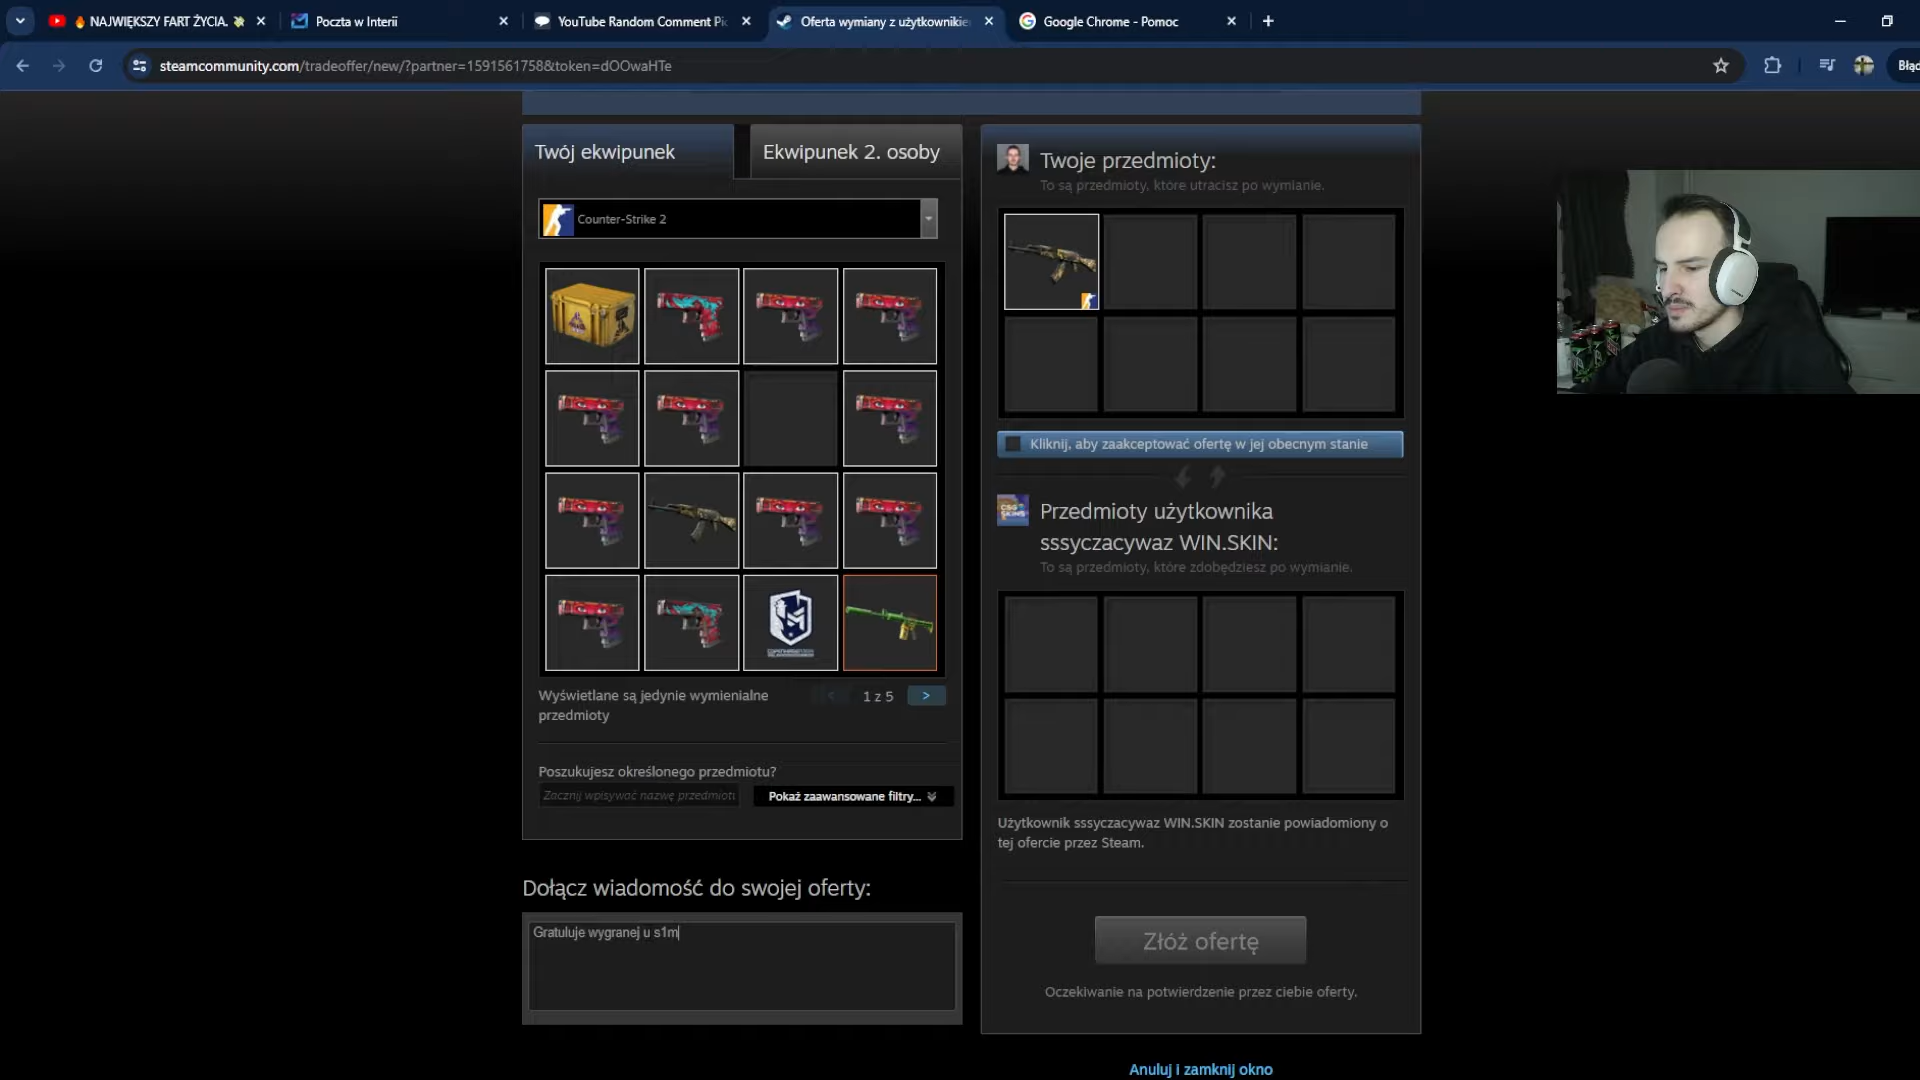 🔥 NAJWIĘKSZY FART ŻYCIA. 💸
Poczta w Interii
YouTube Random Comment Pic
Oferta wymiany z użytkownikie
Google Chrome - Pomoc
steamcommunity.com/tradeoffer/new/?partner=1591561758&token=dOOwaHTe
Błąd
Twój ekwipunek
Ekwipunek 2. osoby
Counter-Strike 2
Wyświetlane są jedynie wymienialne
przedmioty
< 1 z 5 >
Poszukujesz określonego przedmiotu?
Zacznij wpisywać nazwę przedmiotu
Pokaż zaawansowane filtry...
Dołącz wiadomość do swojej oferty:
Gratuluje wygranej u s1m
Twoje przedmioty:
To są przedmioty, które utracisz po wymianie.
Kliknij, aby zaakceptować ofertę w jej obecnym stanie
Przedmioty użytkownika
sssyczacywaz WIN.SKIN:
To są przedmioty, które zdobędziesz po wymianie.
Użytkownik sssyczacywaz WIN.SKIN zostanie powiadomiony o
tej ofercie przez Steam.
Złóż ofertę
Oczekiwanie na potwierdzenie przez ciebie oferty.
Anuluj i zamknij okno